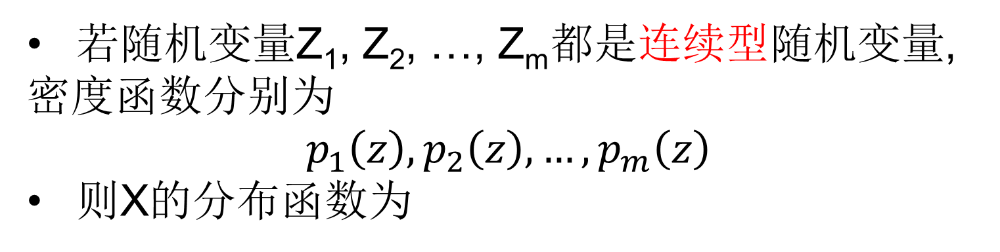 • 若随机变量Z₁, Z₂, …, Zₘ都是连续型随机变量,
密度函数分别为
𝑝₁(𝑧), 𝑝₂(𝑧), … , 𝑝ₘ(𝑧)
• 则X的分布函数为